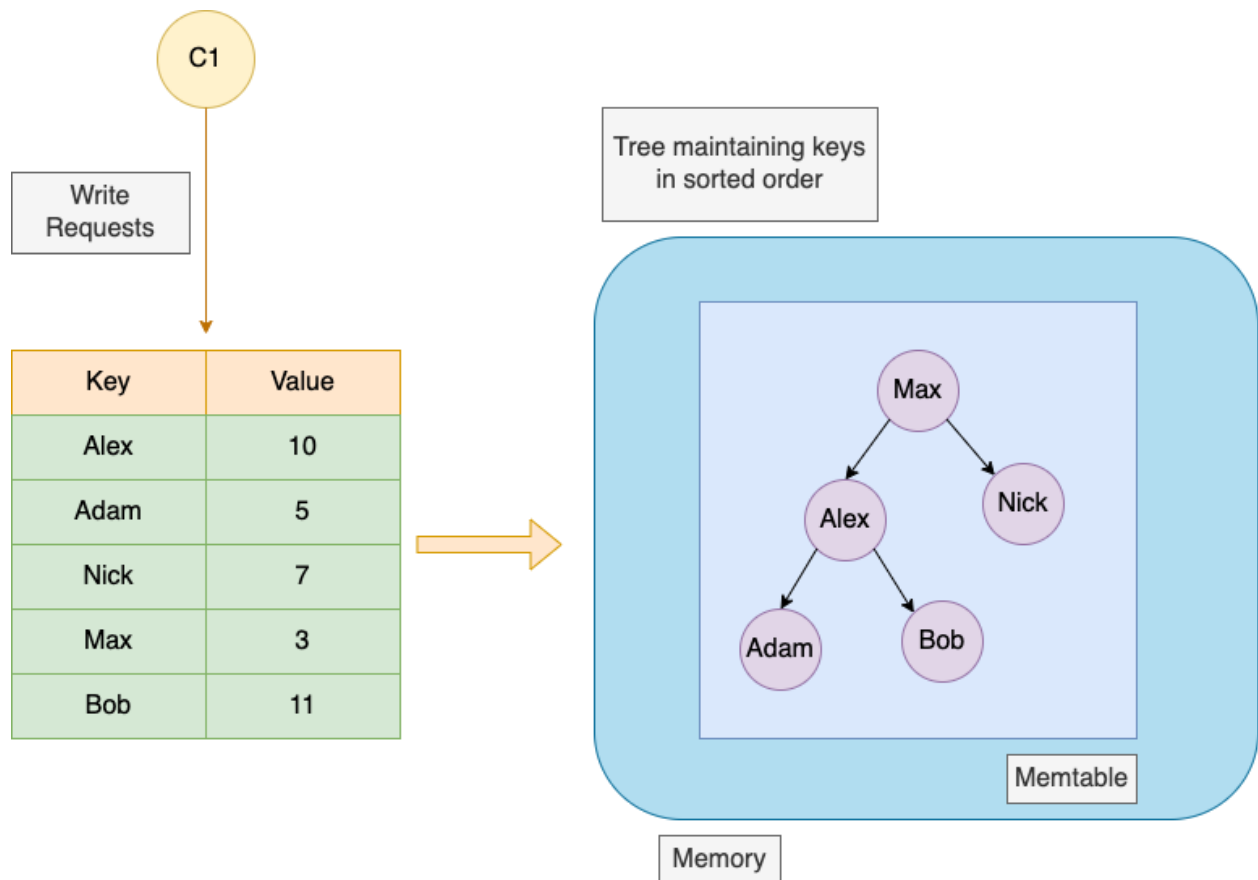 C1
Write
Requests
Key Value
Alex 10
Adam 5
Nick 7
Max 3
Bob 11
Tree maintaining keys
in sorted order
Max
Alex
Nick
Adam
Bob
Memtable
Memory